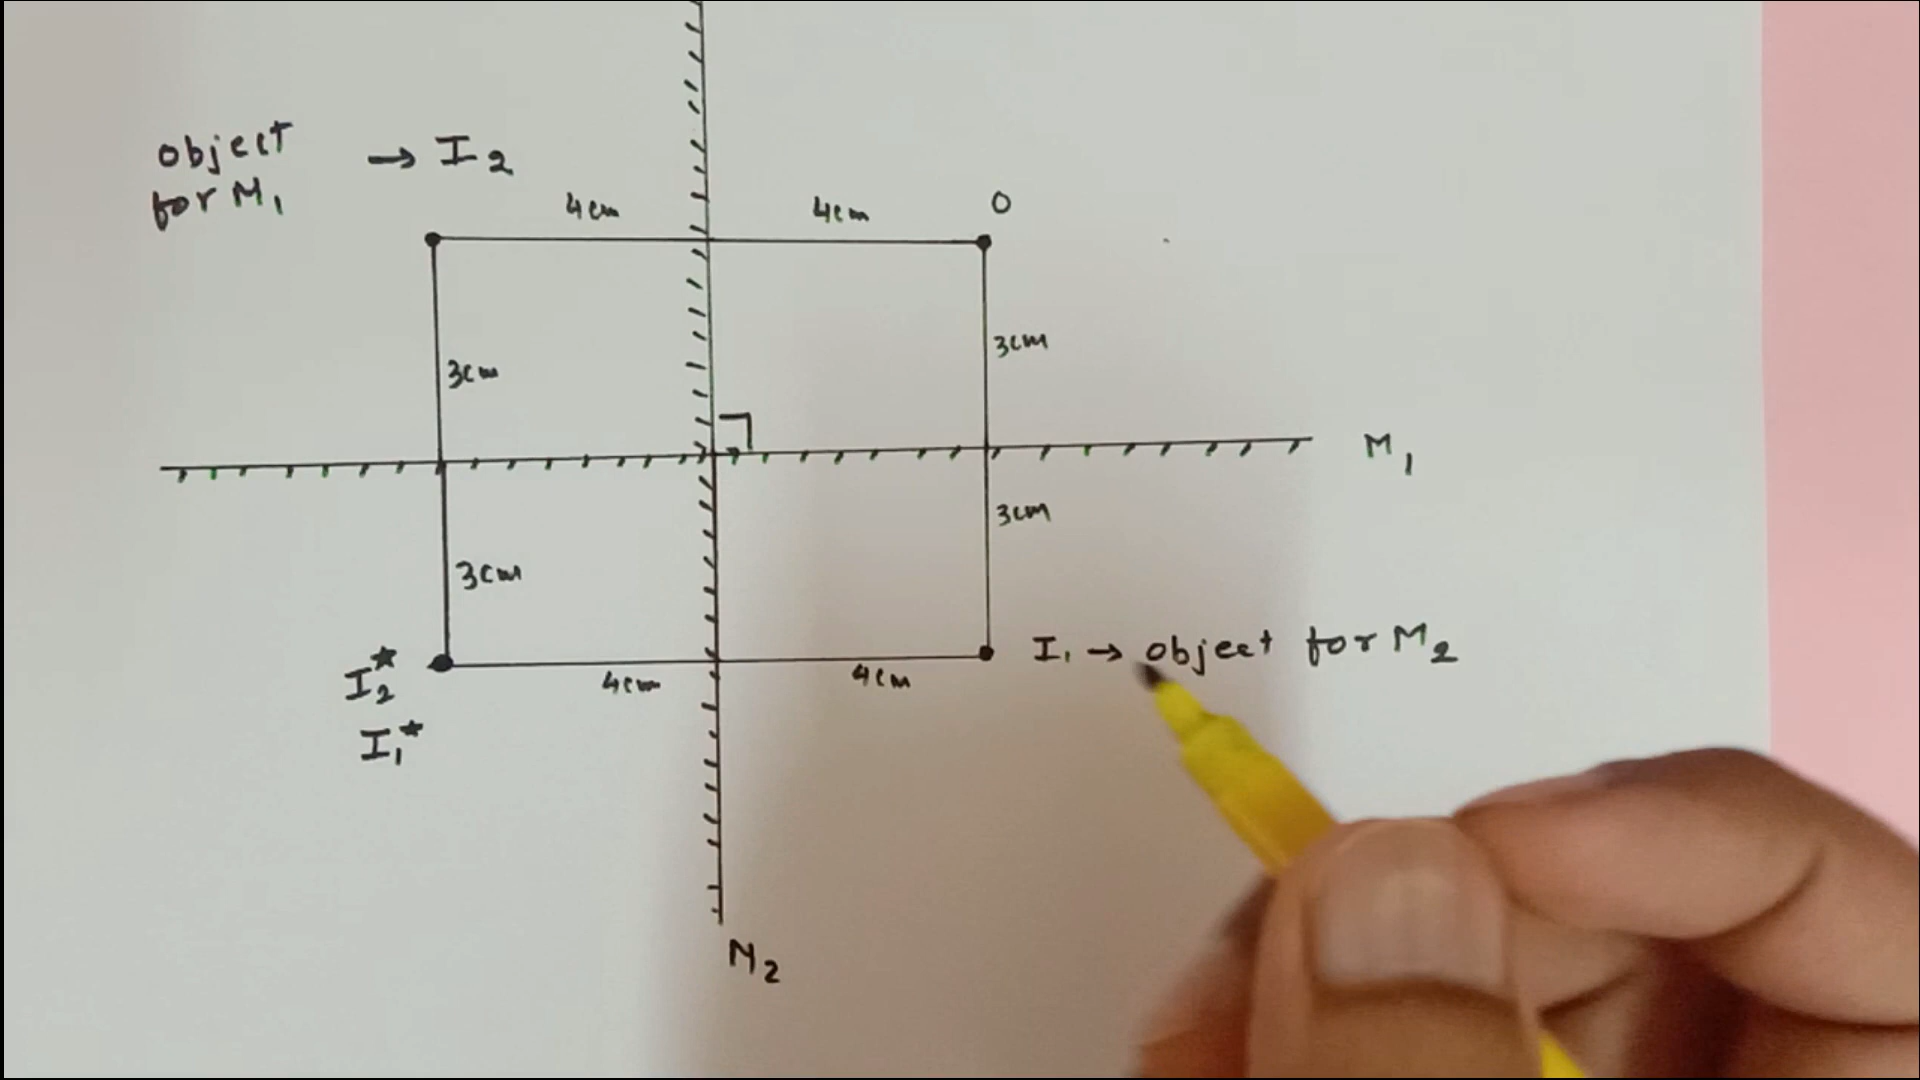 object → I2
for M1
4cm 4cm O
3cm 3cm
M1
3cm
3cm
I1 → object for M2
I2*
4cm 4cm
I1*
M2